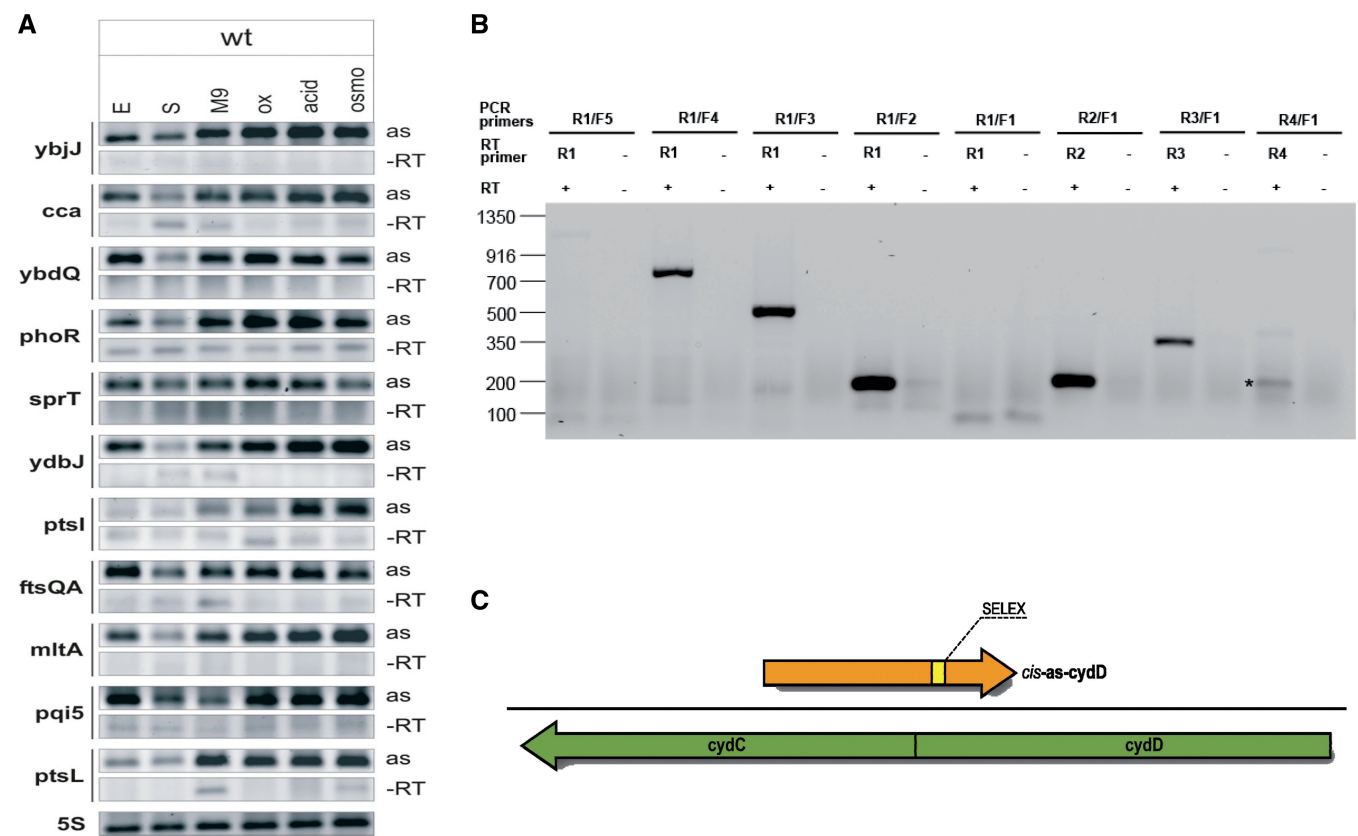 A
wt
E S M9 ox acid osmo
ybjJ as
-RT
cca as
-RT
ybdQ as
-RT
phoR as
-RT
sprT as
-RT
ydbJ as
-RT
ptsI as
-RT
ftsQA as
-RT
mltA as
-RT
pqi5 as
-RT
ptsL as
-RT
5S
B
PCR primers R1/F5 R1/F4 R1/F3 R1/F2 R1/F1 R2/F1 R3/F1 R4/F1
RT primer R1 - R1 - R1 - R1 - R1 - R2 - R3 - R4 -
RT + - + - + - + - + - + - + - + -
1350
916
700
500
350
200 *
100
C
SELEX
cis-as-cydD
cydC cydD